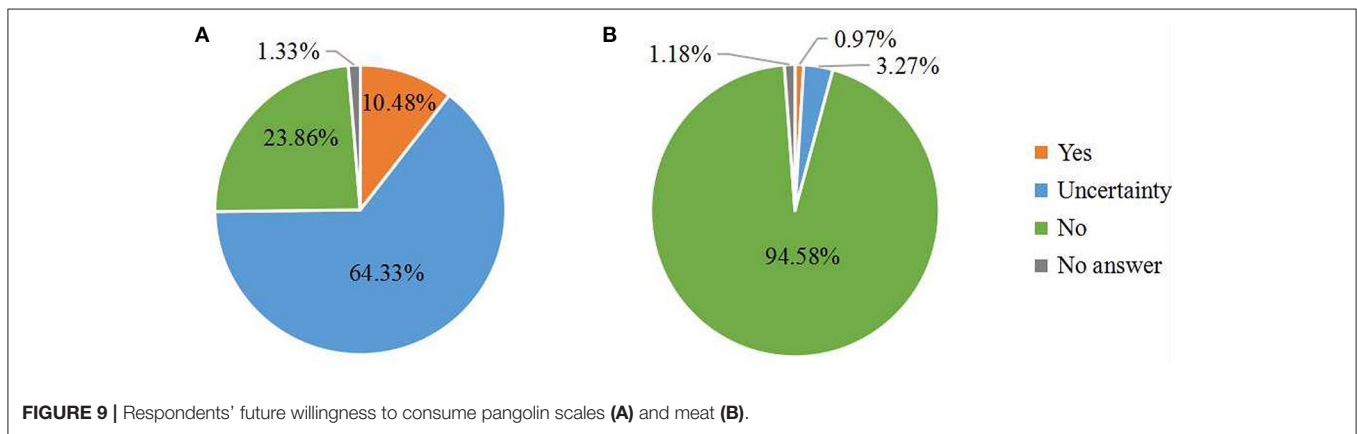 A
1.33%
10.48%
23.86%
64.33%
B
0.97%
1.18%
3.27%
94.58%
Yes
Uncertainty
No
No answer
FIGURE 9 | Respondents' future willingness to consume pangolin scales (A) and meat (B).